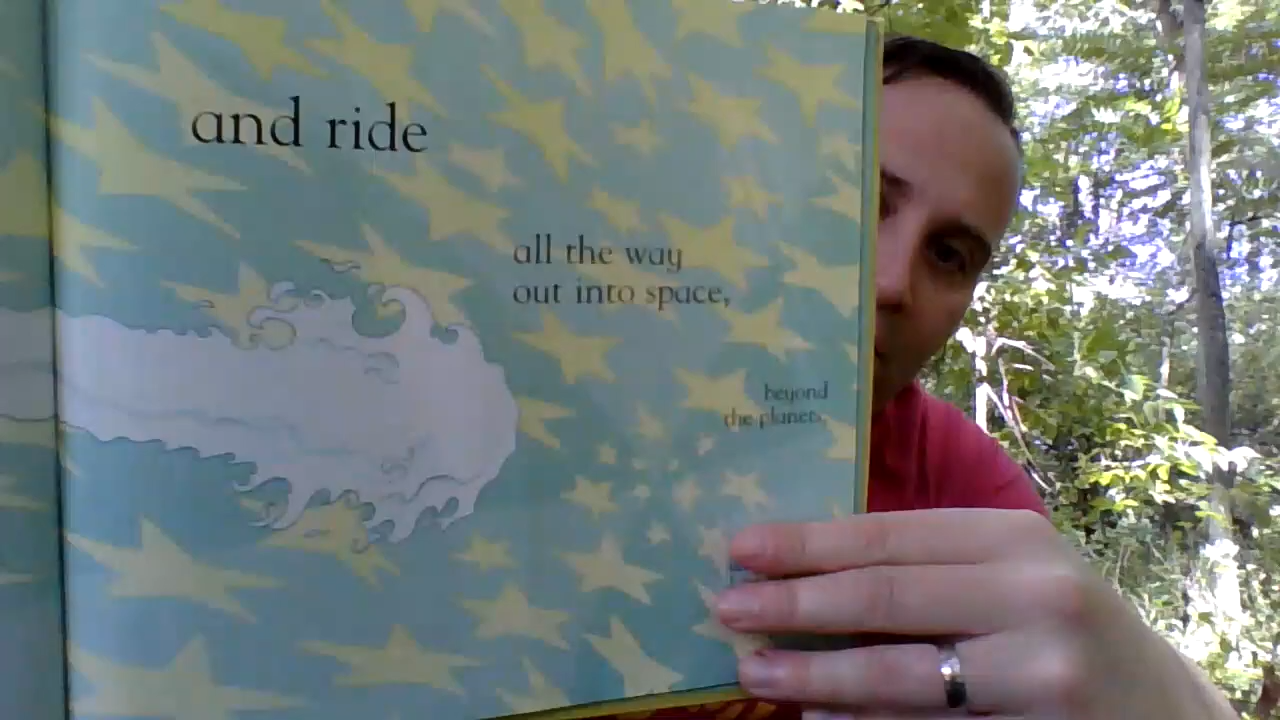 and ride
all the way
out into space,
beyond
the planets,